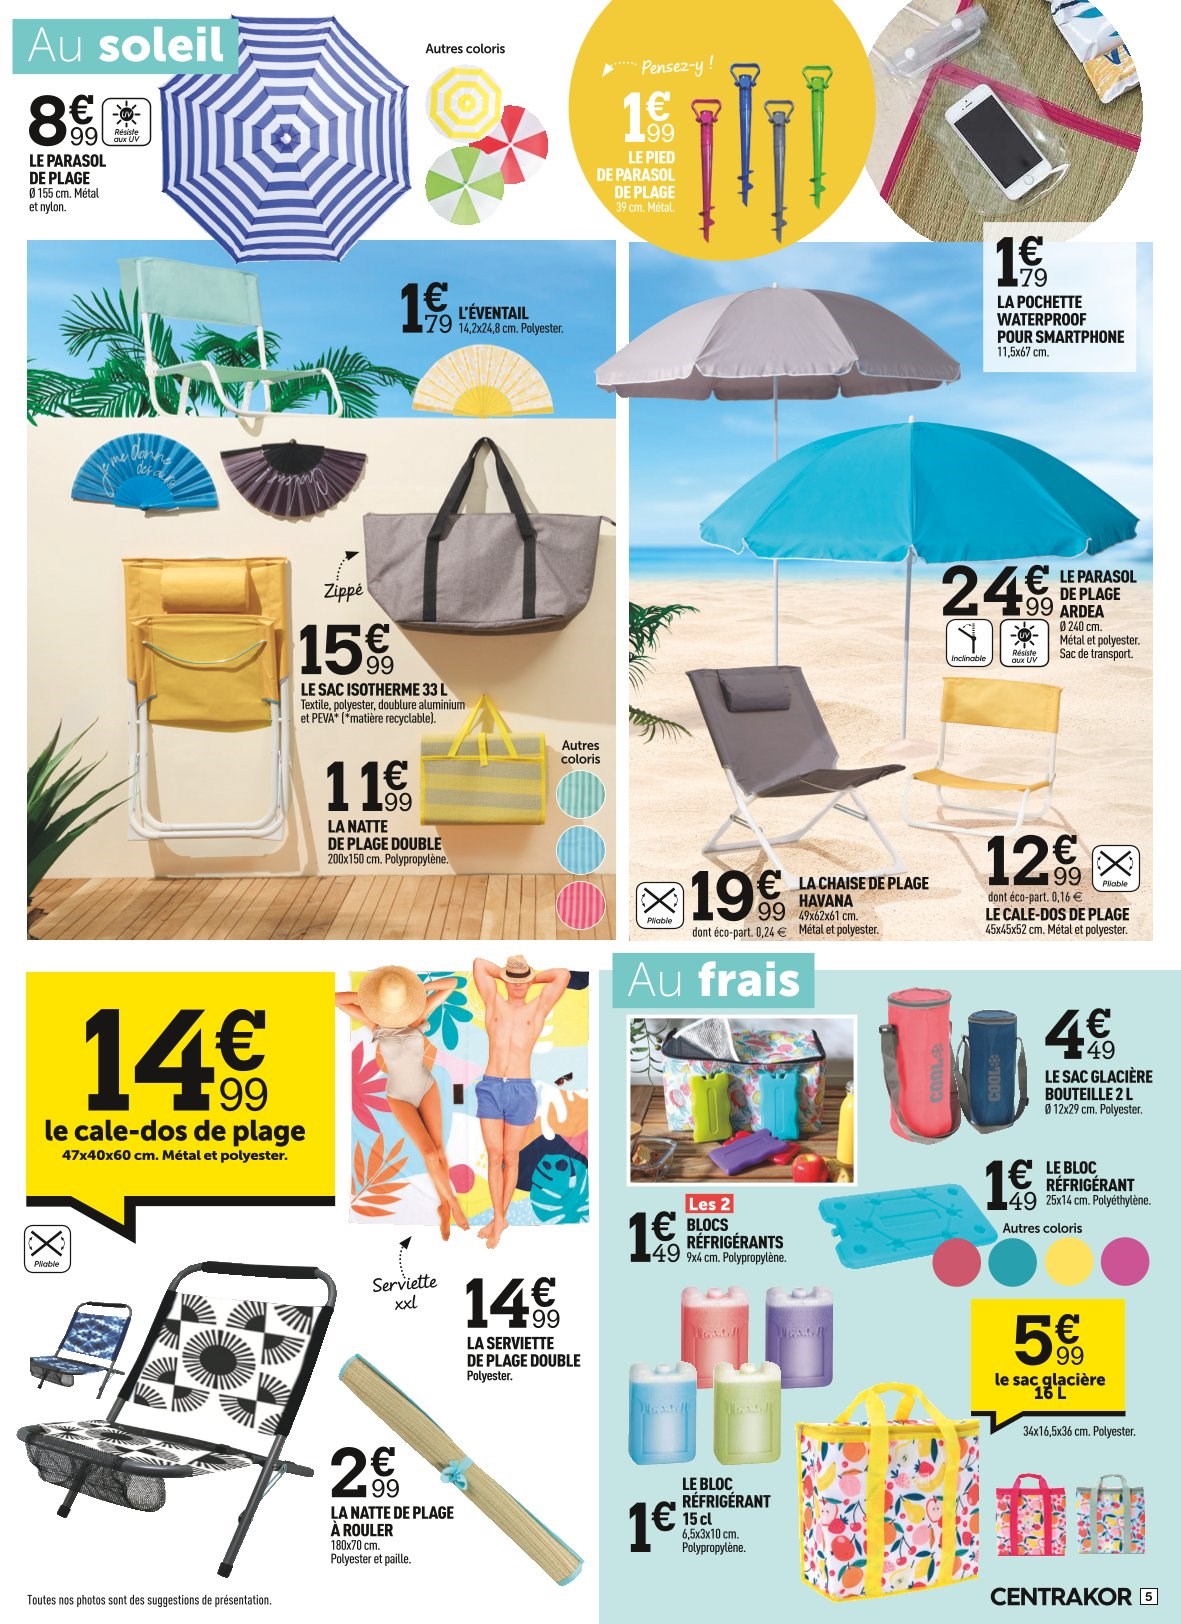 Au soleil
8€99
Résiste
aux UV
LE PARASOL
DE PLAGE
Ø 155 cm. Métal
et nylon.
Autres coloris
Pensez-y !
1€99
LE PIED
DE PARASOL
DE PLAGE
39 cm. Métal.
1€79
LA POCHETTE
WATERPROOF
POUR SMARTPHONE
11,5x67 cm.
1€79
L'ÉVENTAIL
14,2x24,8 cm. Polyester.
je me donne
des airs
Zippé
15€99
LE SAC ISOTHERME 33 L
Textile, polyester, doublure aluminium
et PEVA* (*matière recyclable).
11€99
LA NATTE
DE PLAGE DOUBLE
200x150 cm. Polypropylène.
Autres
coloris
24€99
Inclinable
Résiste
aux UV
LE PARASOL
DE PLAGE
ARDEA
Ø 240 cm.
Métal et polyester.
Sac de transport.
Pliable
19€99
dont éco-part. 0,24 €
LA CHAISE DE PLAGE
HAVANA
49x62x61 cm.
Métal et polyester.
12€99
dont éco-part. 0,16 €
Pliable
LE CALE-DOS DE PLAGE
45x45x52 cm. Métal et polyester.
14€99
le cale-dos de plage
47x40x60 cm. Métal et polyester.
Pliable
Serviette
xxl
14€99
LA SERVIETTE
DE PLAGE DOUBLE
Polyester.
2€99
LA NATTE DE PLAGE
À ROULER
180x70 cm.
Polyester et paille.
Au frais
COOL
COOL
4€49
LE SAC GLACIÈRE
BOUTEILLE 2 L
Ø 12x29 cm. Polyester.
1€49
Les 2
BLOCS
RÉFRIGÉRANTS
9x4 cm. Polypropylène.
1€49
LE BLOC
RÉFRIGÉRANT
25x14 cm. Polyéthylène.
Autres coloris
5€99
le sac glacière
16 L
34x16,5x36 cm. Polyester.
1€
LE BLOC
RÉFRIGÉRANT
15 cl
6,5x3x10 cm.
Polypropylène.
Toutes nos photos sont des suggestions de présentation.
CENTRAKOR 5